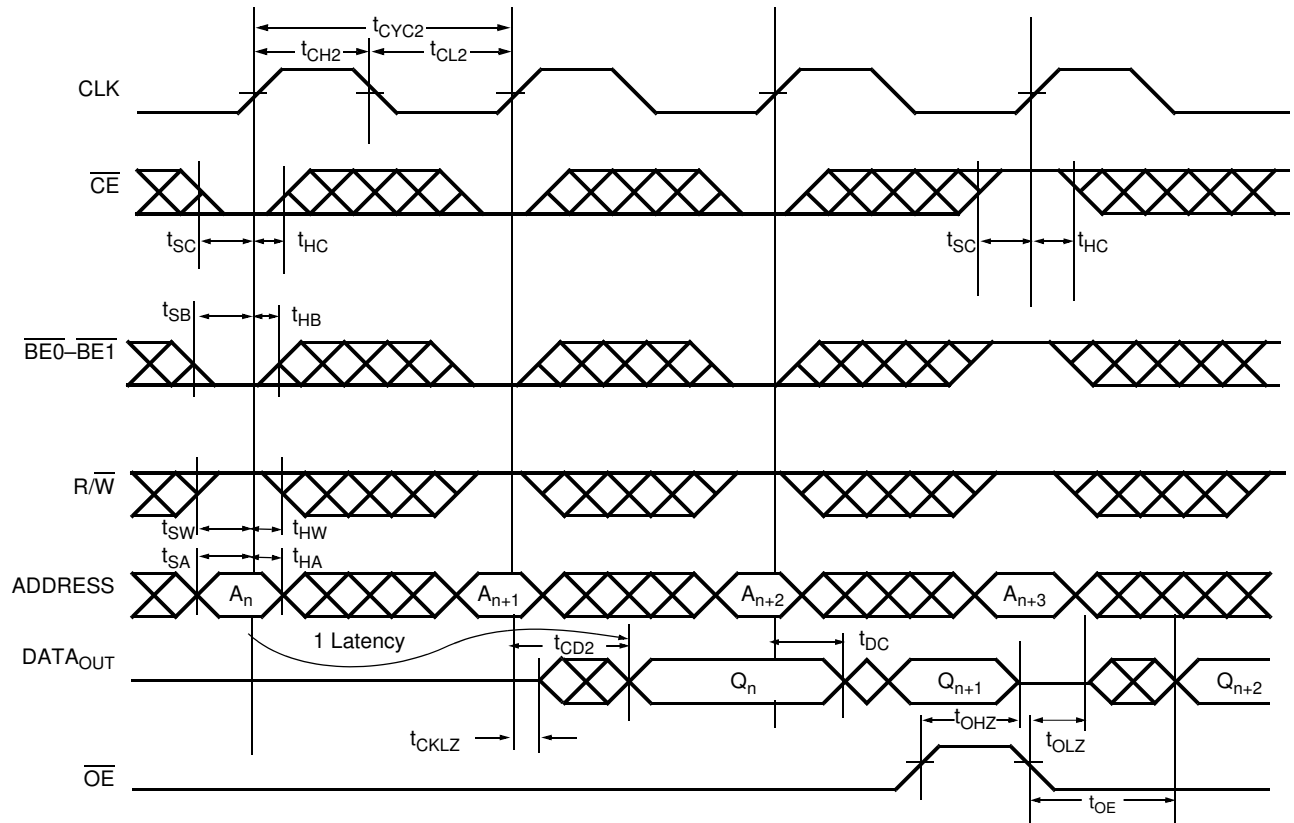 tCYC2
tCH2
tCL2
CLK
CE
tSC
tHC
tSC
tHC
tSB
tHB
BE0–BE1
R/W
tSW
tHW
tSA
tHA
ADDRESS
An
An+1
An+2
An+3
1 Latency
tCD2
tDC
DATAOUT
Qn
Qn+1
Qn+2
tOHZ
tCKLZ
tOLZ
OE
tOE